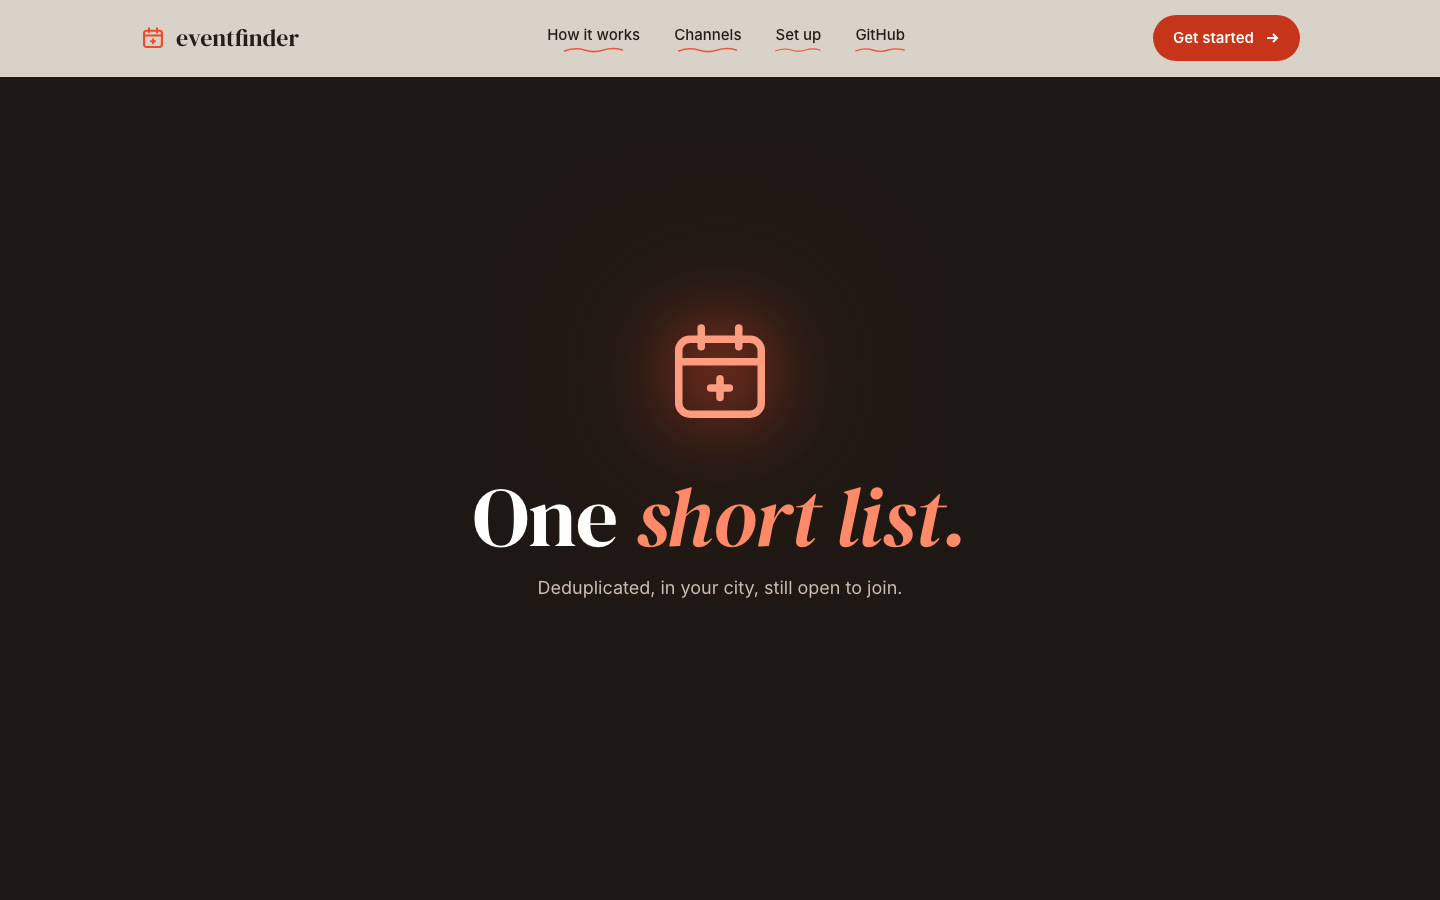 eventfinder
How it works
Channels
Set up
GitHub
Get started →
One short list.
Deduplicated, in your city, still open to join.